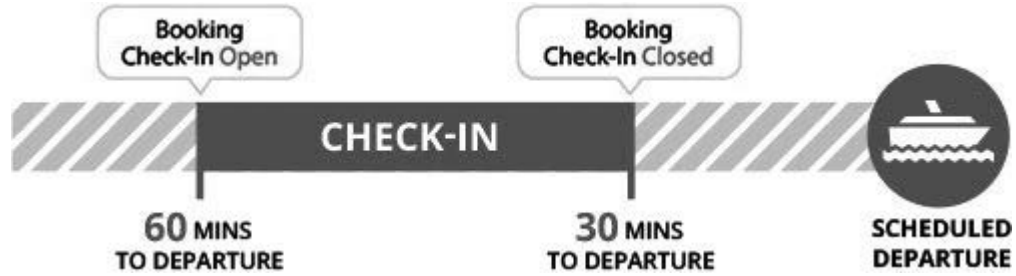 Booking
Check-In Open
Booking
Check-In Closed
CHECK-IN
60 MINS
TO DEPARTURE
30 MINS
TO DEPARTURE
SCHEDULED
DEPARTURE